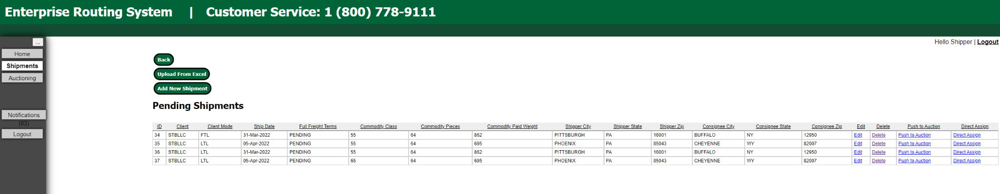 Enterprise Routing System | Customer Service: 1 (800) 778-9111
Hello Shipper | Logout
...
Home
Shipments
Auctioning
Notifications
(83)
Logout
Back
Upload From Excel
Add New Shipment
Pending Shipments
ID Client Client Mode Ship Date Full Freight Terms Commodity Class Commodity Pieces Commodity Paid Weight Shipper City Shipper State Shipper Zip Consignee City Consignee State Consignee Zip Edit Delete Push to Auction Direct Assign
34 STBLLC FTL 31-Mar-2022 PENDING 55 64 862 PITTSBURGH PA 16001 BUFFALO NY 12950 Edit Delete Push to Auction Direct Assign
35 STBLLC LTL 05-Apr-2022 PENDING 55 64 695 PHOENIX PA 85043 CHEYENNE WY 82007 Edit Delete Push to Auction Direct Assign
36 STBLLC LTL 31-Mar-2022 PENDING 55 64 862 PITTSBURGH PA 16001 BUFFALO NY 12950 Edit Delete Push to Auction Direct Assign
37 STBLLC LTL 05-Apr-2022 PENDING 65 64 695 PHOENIX PA 85043 CHEYENNE WY 82007 Edit Delete Push to Auction Direct Assign